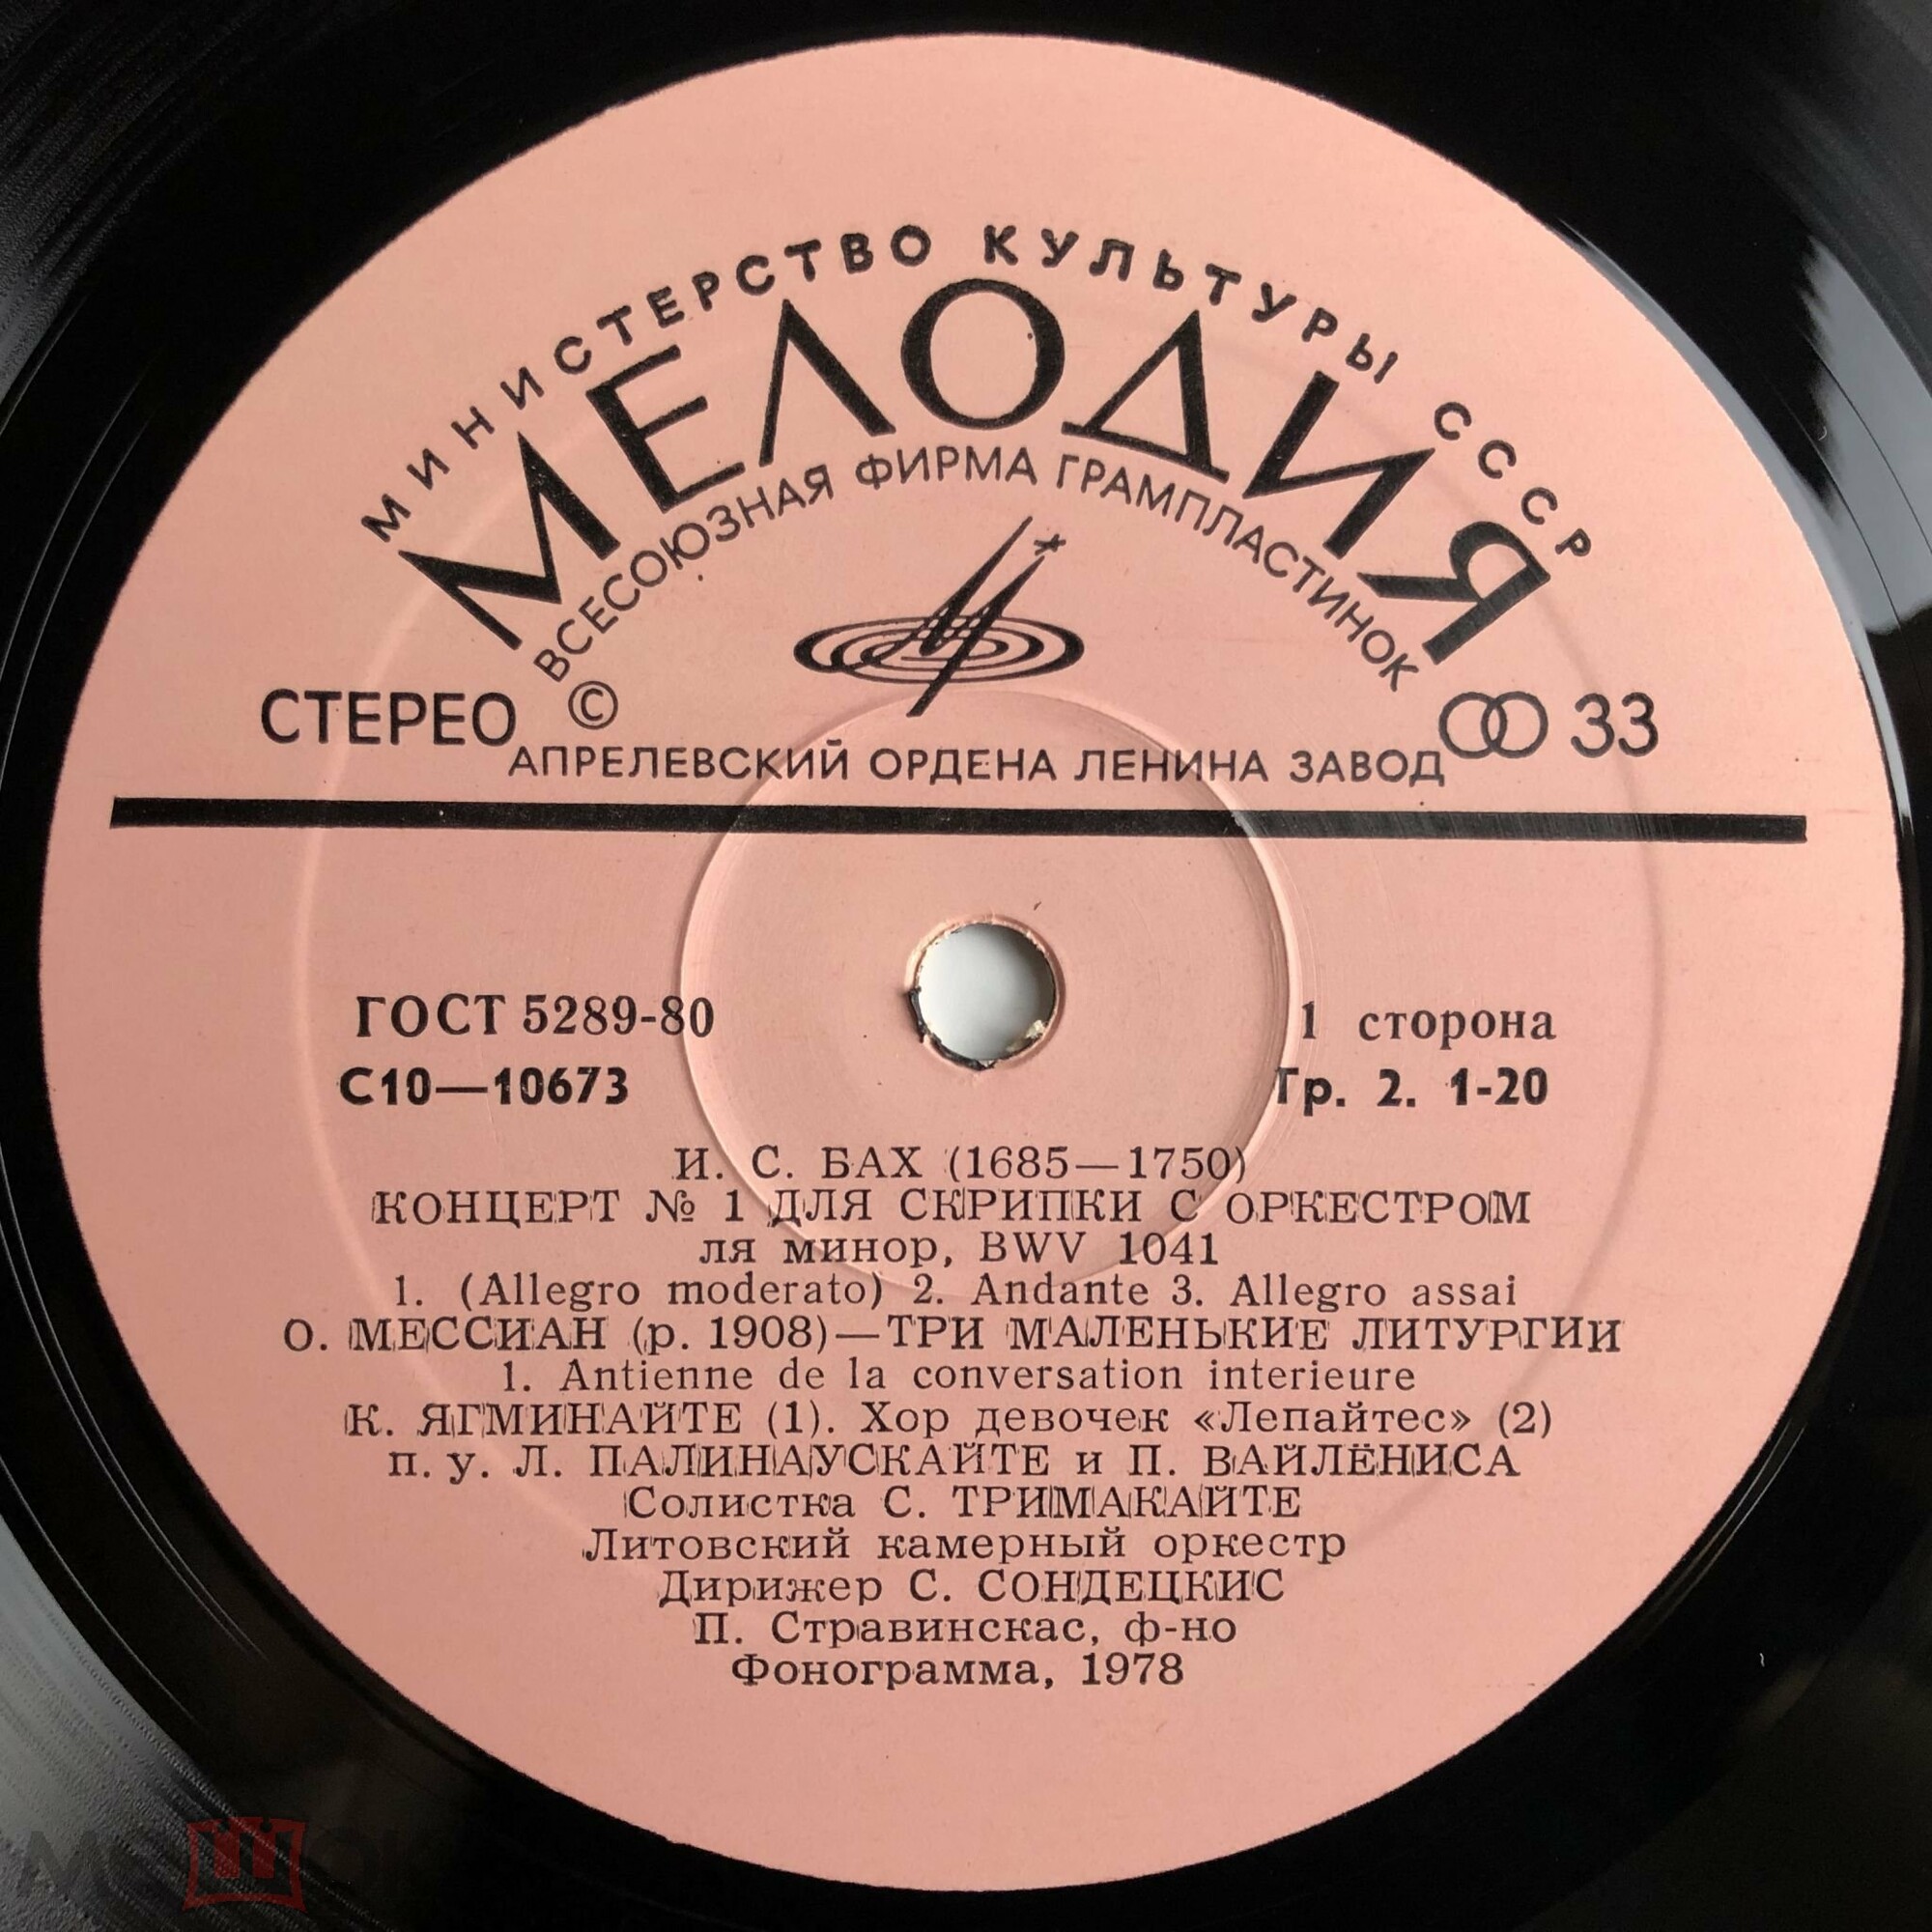 МИНИСТЕРСТВО КУЛЬТУРЫ СССР
МЕЛОДИЯ
ВСЕСОЮЗНАЯ ФИРМА ГРАМПЛАСТИНОК
СТЕРЕО © 33
АПРЕЛЕВСКИЙ ОРДЕНА ЛЕНИНА ЗАВОД
ГОСТ 5289-80 1 сторона
С10—10673 Гр. 2. 1-20
И. С. БАХ (1685—1750)
КОНЦЕРТ № 1 ДЛЯ СКРИПКИ С ОРКЕСТРОМ
ля минор, BWV 1041
1. (Allegro moderato) 2. Andante 3. Allegro assai
О. МЕССИАН (р. 1908)—ТРИ МАЛЕНЬКИЕ ЛИТУРГИИ
1. Antienne de la conversation interieure
К. ЯГМИНАЙТЕ (1). Хор девочек «Лепайтес» (2)
п. у. Л. ПАЛИНАУСКАЙТЕ и П. ВАЙЛЁНИСА
Солистка С. ТРИМАКАЙТЕ
Литовский камерный оркестр
Дирижер С. СОНДЕЦКИС
П. Стравинскас, ф-но
Фонограмма, 1978